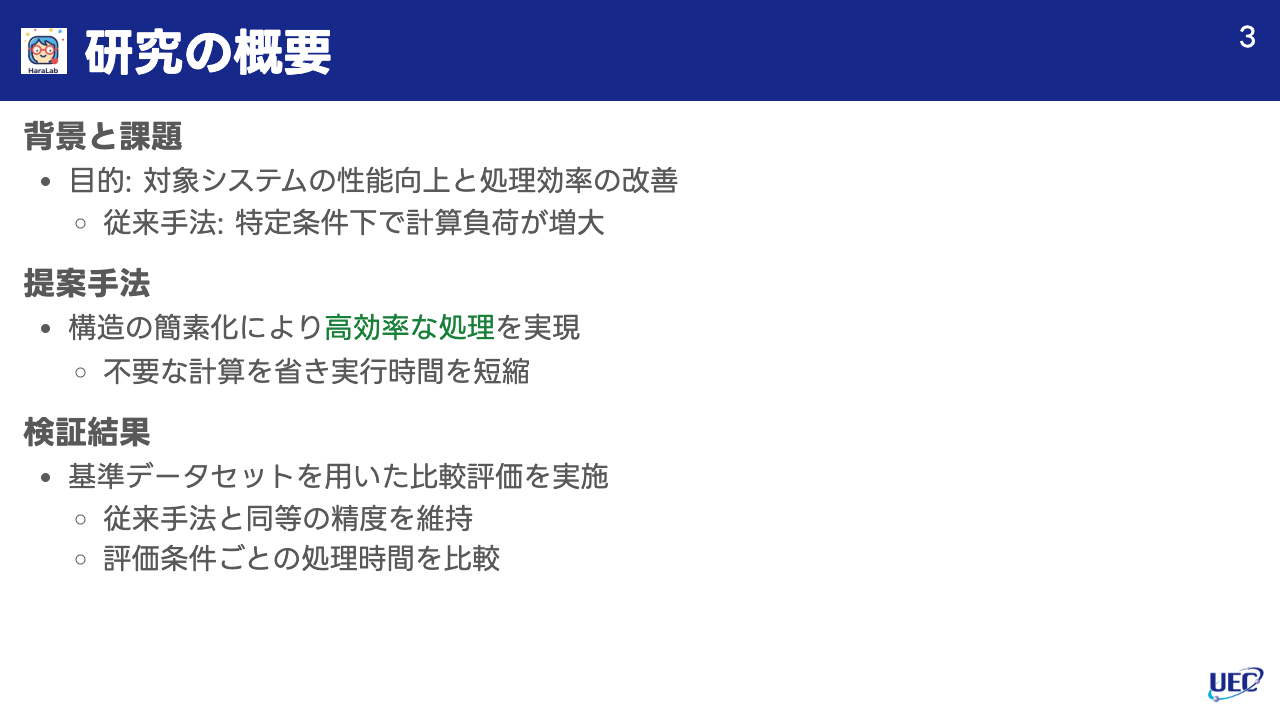 HaraLab
研究の概要
3
背景と課題
• 目的: 対象システムの性能向上と処理効率の改善
○ 従来手法: 特定条件下で計算負荷が増大
提案手法
• 構造の簡素化により高効率な処理を実現
○ 不要な計算を省き実行時間を短縮
検証結果
• 基準データセットを用いた比較評価を実施
○ 従来手法と同等の精度を維持
○ 評価条件ごとの処理時間を比較
UEC